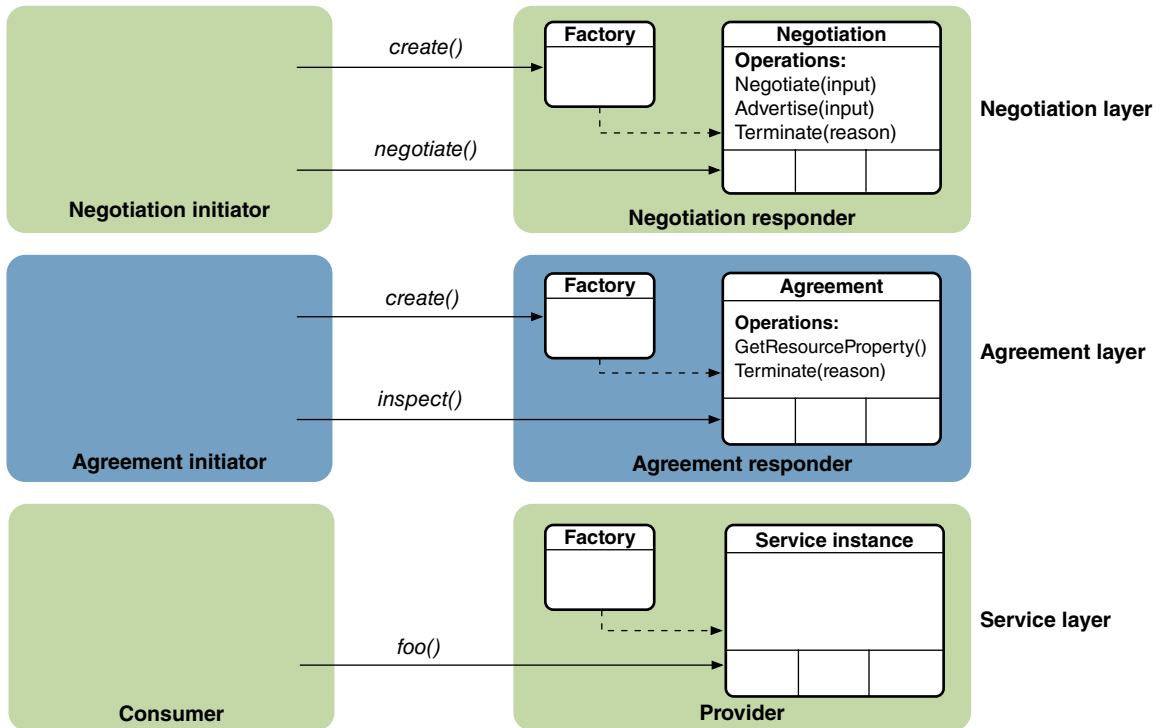 create()
Factory
Negotiation
Operations:
Negotiate(input)
Advertise(input)
Terminate(reason)
negotiate()
Negotiation layer
Negotiation initiator
Negotiation responder
create()
Factory
Agreement
Operations:
GetResourceProperty()
Terminate(reason)
inspect()
Agreement layer
Agreement initiator
Agreement responder
Factory
Service instance
foo()
Service layer
Consumer
Provider